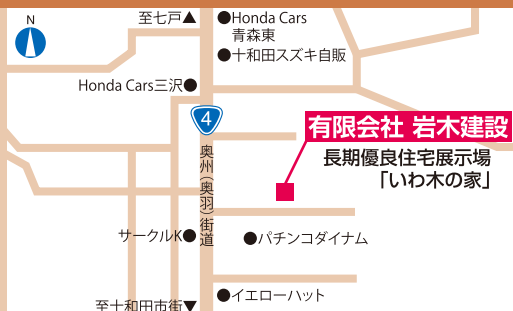 N
至七戸▲
●Honda Cars
青森東
●十和田スズキ自販
Honda Cars三沢●
4
有限会社 岩木建設
長期優良住宅展示場
「いわ木の家」
奥州(奥羽)街道
サークルK●
●パチンコダイナム
●イエローハット
至十和田市街▼